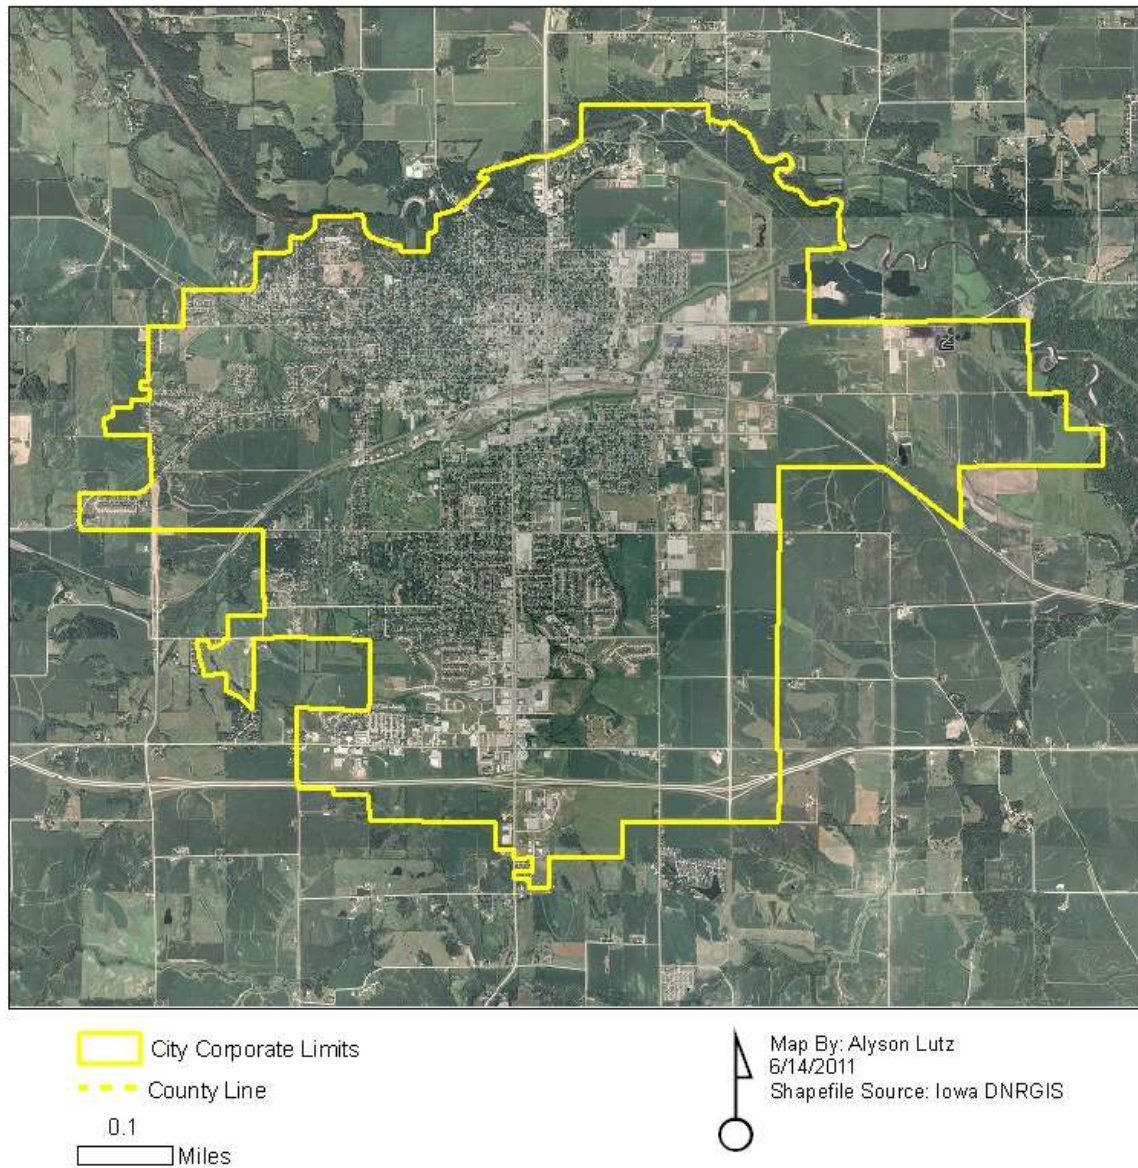 City Corporate Limits
County Line
0.1
Miles
Map By: Alyson Lutz
6/14/2011
Shapefile Source: Iowa DNRGIS